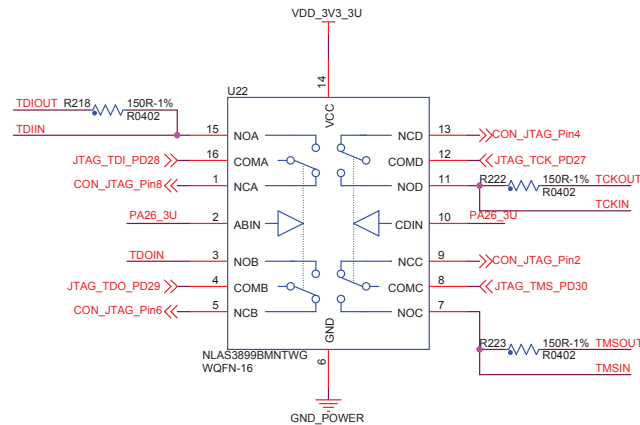 VDD_3V3_3U
U22
14
VCC
TDIOUT R218 150R-1%
R0402
TDIIN
15 NOA NCD 13 CON_JTAG_Pin4
JTAG_TDI_PD28 16 COMA COMD 12 JTAG_TCK_PD27
CON_JTAG_Pin8 1 NCA NOD 11 R222 150R-1% TCKOUT
R0402
TCKIN
PA26_3U 2 ABIN CDIN 10 PA26_3U
TDOIN 3 NOB NCC 9 CON_JTAG_Pin2
JTAG_TDO_PD29 4 COMB COMC 8 JTAG_TMS_PD30
CON_JTAG_Pin6 5 NCB NOC 7
GND
6
NLAS3899BMNTWG
WQFN-16
R223 150R-1% TMSOUT
R0402
TMSIN
GND_POWER